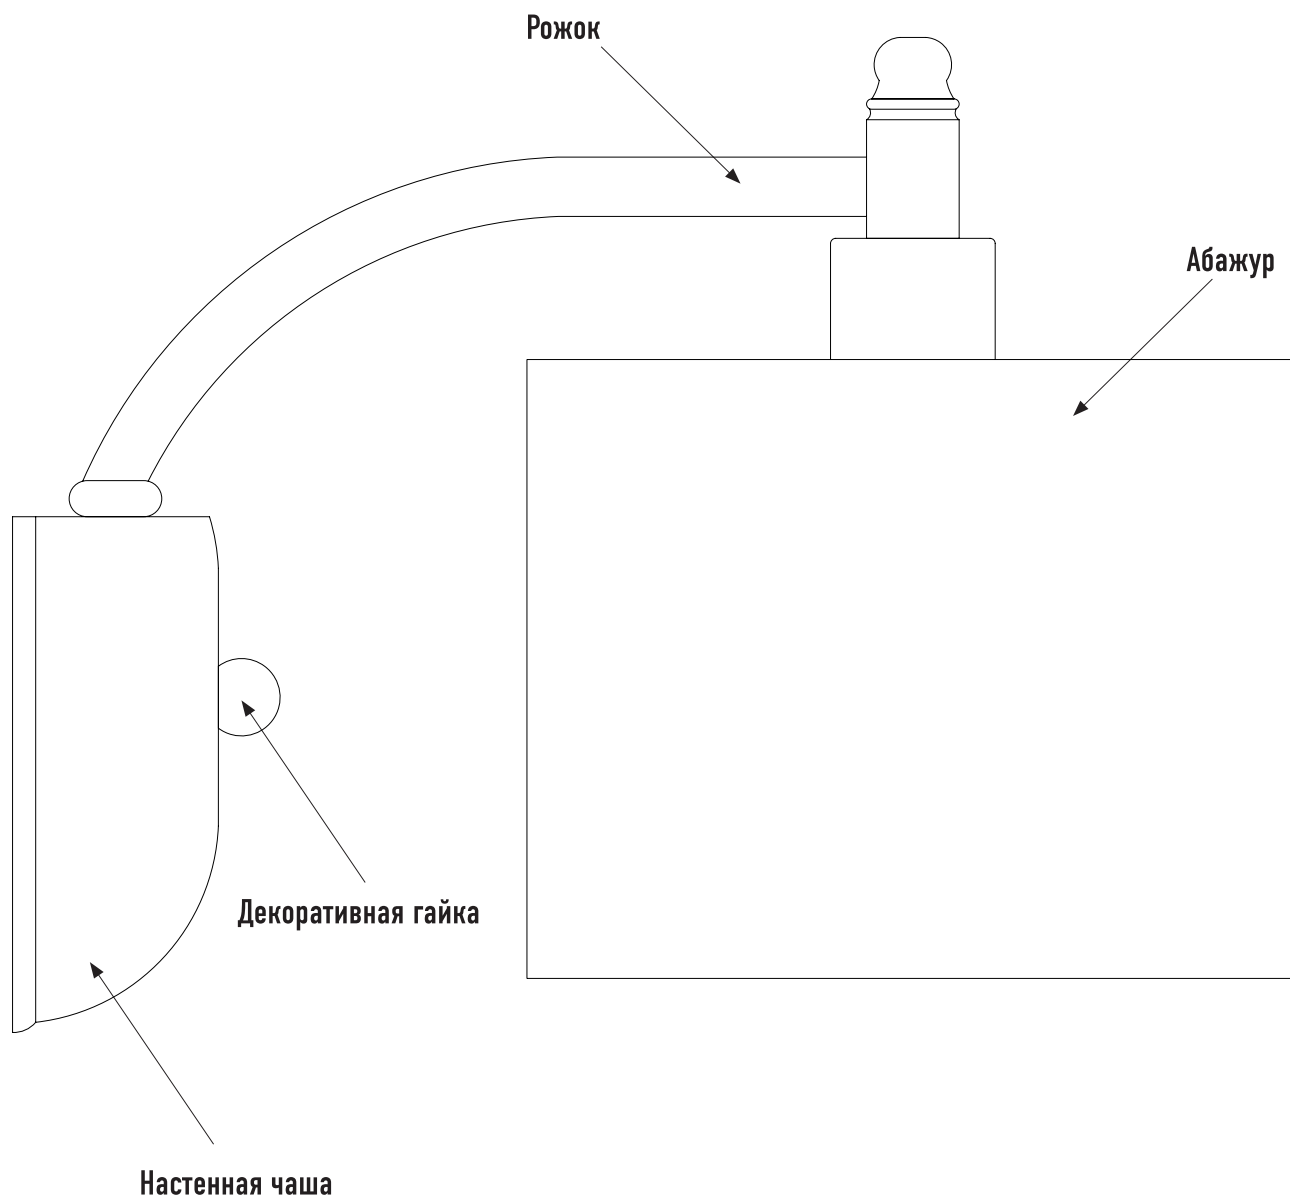 Рожок
Абажур
Декоративная гайка
Настенная чаша